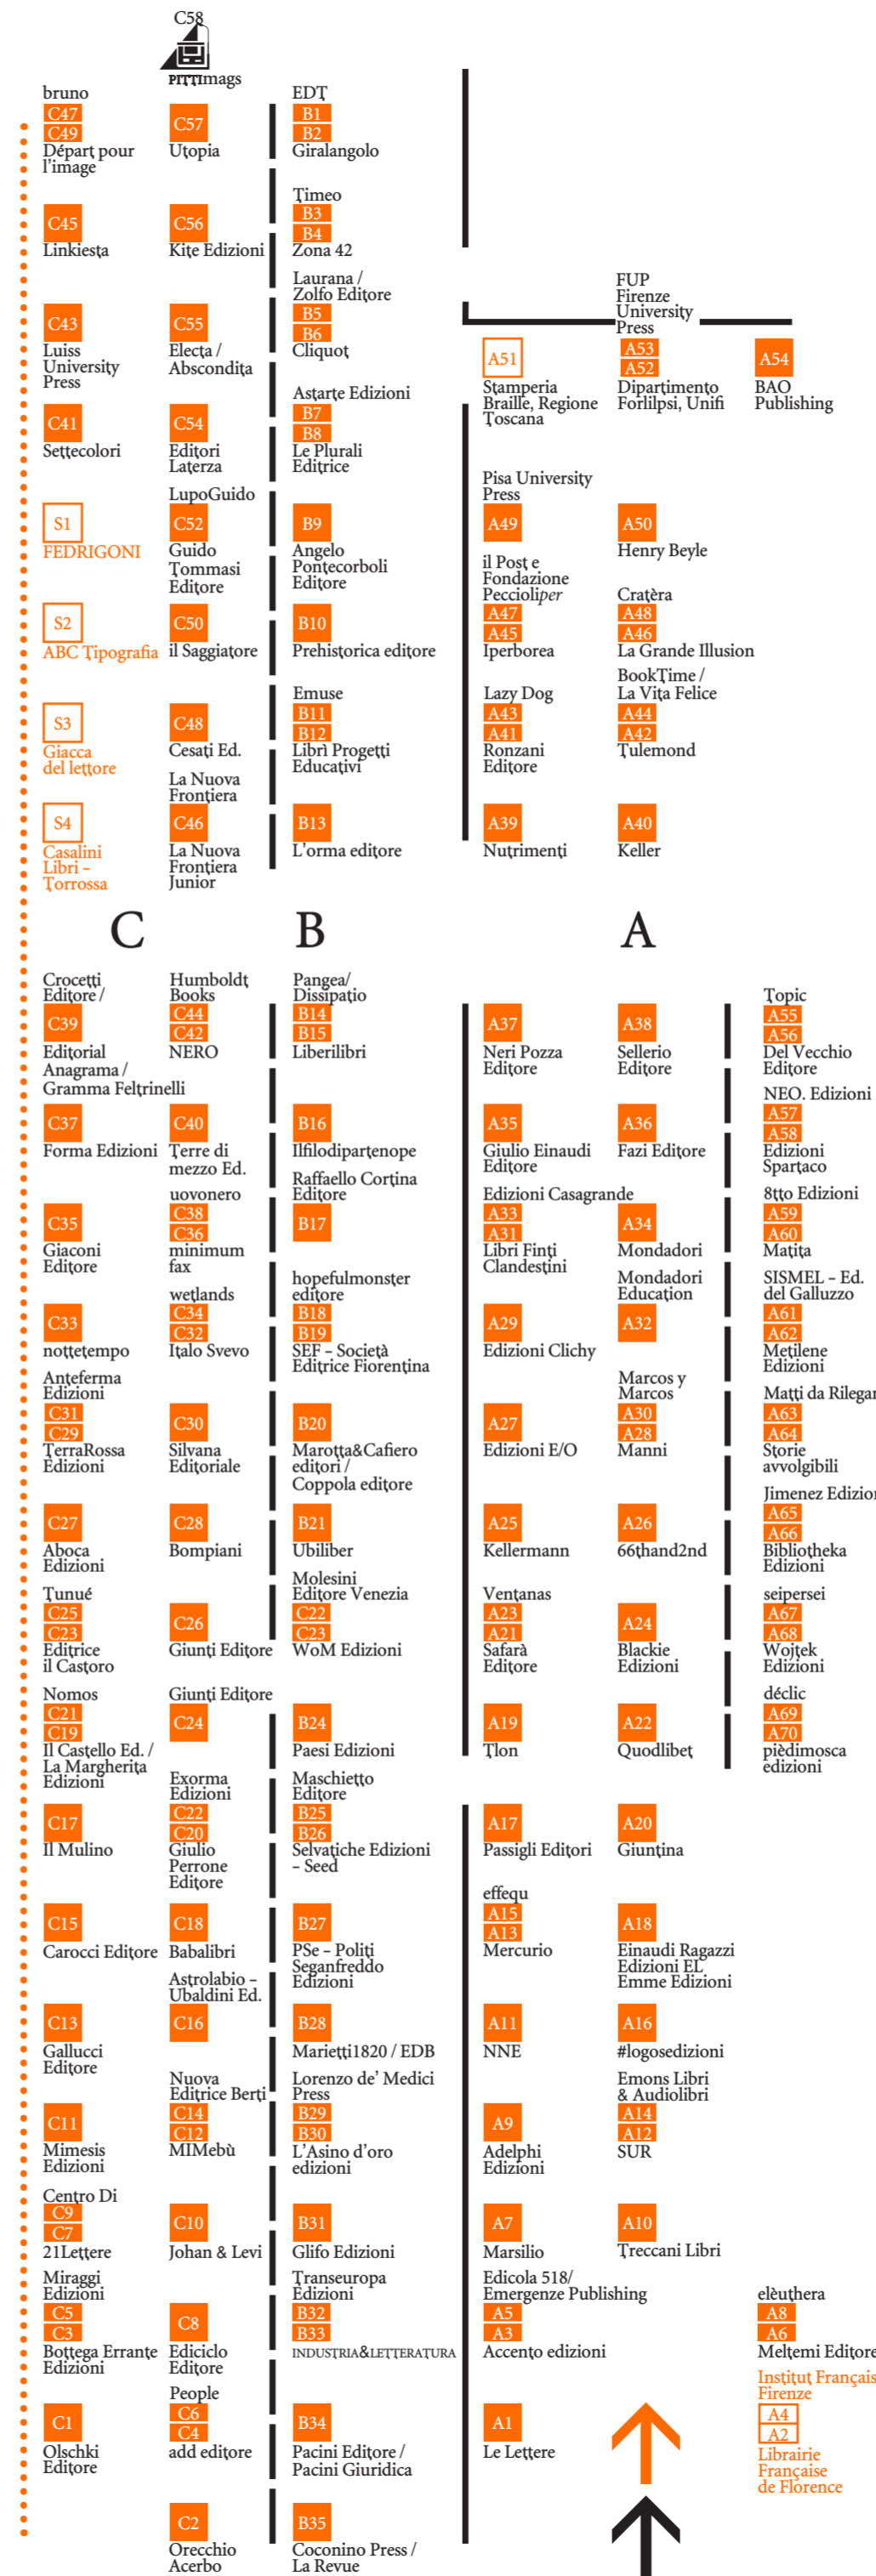 C58
PITTImags
bruno
C47
C49
Départ pour
l'image
C57
Utopia
EDT
B1
B2
Giralangolo
C45
Linkiesta
C56
Kite Edizioni
Timeo
B3
B4
Zona 42
C43
Luiss
University
Press
C55
Electa /
Abscondita
Laurana /
Zolfo Editore
B5
B6
Cliquot
A51
Stamperia
Braille, Regione
Toscana
FUP
Firenze
University
Press
A53
A52
Dipartimento
Forlilpsi, Unifi
A54
BAO
Publishing
C41
Settecolori
C54
Editori
Laterza
Astarte Edizioni
B7
B8
Le Plurali
Editrice
S1
FEDRIGONI
LupoGuido
C52
Guido
Tommasi
Editore
B9
Angelo
Pontecorboli
Editore
Pisa University
Press
A49
A50
Henry Beyle
S2
ABC Tipografia
C50
il Saggiatore
B10
Prehistorica editore
il Post e
Fondazione
Peccioliper
A47
A45
Iperborea
Cratèra
A48
A46
La Grande Illusion
S3
Giacca
del lettore
C48
Cesati Ed.
Emuse
B11
B12
Librì Progetti
Educativi
Lazy Dog
A43
A41
Ronzani
Editore
BookTime /
La Vita Felice
A44
A42
Tulemond
S4
Casalini
Libri –
Torrossa
La Nuova
Frontiera
C46
La Nuova
Frontiera
Junior
B13
L'orma editore
A39
Nutrimenti
A40
Keller
C
B
A
Crocetti
Editore /
C39
Editorial
Anagrama /
Gramma Feltrinelli
Humboldt
Books
C44
C42
NERO
Pangea/
Dissipatio
B14
B15
Liberilibri
A37
Neri Pozza
Editore
A38
Sellerio
Editore
Topic
A55
A56
Del Vecchio
Editore
C37
Forma Edizioni
C40
Terre di
mezzo Ed.
B16
Ilfilodipartenope
A35
Giulio Einaudi
Editore
A36
Fazi Editore
NEO. Edizioni
A57
A58
Edizioni
Spartaco
C35
Giaconi
Editore
uovonero
C38
C36
minimum
fax
Raffaello Cortina
Editore
B17
Edizioni Casagrande
A33
A31
Libri Finti
Clandestini
A34
Mondadori
8tto Edizioni
A59
A60
Matita
C33
nottetempo
wetlands
C34
C32
Italo Svevo
hopefulmonster
editore
B18
B19
SEF – Società
Editrice Fiorentina
A29
Edizioni Clichy
Mondadori
Education
A32
SISMEL – Ed.
del Galluzzo
A61
A62
Metilene
Edizioni
Anteferma
Edizioni
C31
C29
TerraRossa
Edizioni
C30
Silvana
Editoriale
B20
Marotta&Cafiero
editori /
Coppola editore
A27
Edizioni E/O
Marcos y
Marcos
A30
A28
Manni
Matti da Rilegar
A63
A64
Storie
avvolgibili
C27
Aboca
Edizioni
C28
Bompiani
B21
Ubiliber
A25
Kellermann
A26
66thand2nd
Jimenez Edizion
A65
A66
Bibliotheka
Edizioni
Tunué
C25
C23
Editrice
il Castoro
C26
Giunti Editore
Molesini
Editore Venezia
C22
C23
WoM Edizioni
Ventanas
A23
A21
Safarà
Editore
A24
Blackie
Edizioni
seipersei
A67
A68
Wojtek
Edizioni
Nomos
C21
C19
Il Castello Ed. /
La Margherita
Edizioni
Giunti Editore
C24
B24
Paesi Edizioni
A19
Tlon
A22
Quodlibet
déclic
A69
A70
pièdimosca
edizioni
C17
Il Mulino
Exorma
Edizioni
C22
C20
Giulio
Perrone
Editore
Maschietto
Editore
B25
B26
Selvatiche Edizioni
– Seed
A17
Passigli Editori
A20
Giuntina
C15
Carocci Editore
C18
Babalibri
B27
PSe – Politi
Seganfreddo
Edizioni
effequ
A15
A13
Mercurio
A18
Einaudi Ragazzi
Edizioni EL
Emme Edizioni
C13
Gallucci
Editore
Astrolabio –
Ubaldini Ed.
C16
B28
Marietti1820 / EDB
A11
NNE
A16
#logosedizioni
C11
Mimesis
Edizioni
Nuova
Editrice Berti
C14
C12
MIMebù
Lorenzo de' Medici
Press
B29
B30
L'Asino d'oro
edizioni
A9
Adelphi
Edizioni
Emons Libri
& Audiolibri
A14
A12
SUR
Centro Di
C9
C7
21Lettere
C10
Johan & Levi
B31
Glifo Edizioni
A7
Marsilio
A10
Treccani Libri
Miraggi
Edizioni
C5
C3
Bottega Errante
Edizioni
C8
Ediciclo
Editore
Transeuropa
Edizioni
B32
B33
INDUSTRIA&LETTERATURA
Edicola 518/
Emergenze Publishing
A5
A3
Accento edizioni
elèuthera
A8
A6
Meltemi Editore
C1
Olschki
Editore
People
C6
C4
add editore
B34
Pacini Editore /
Pacini Giuridica
A1
Le Lettere
Institut Français
Firenze
A4
A2
Librairie
Française
de Florence
C2
Orecchio
Acerbo
B35
Coconino Press /
La Revue